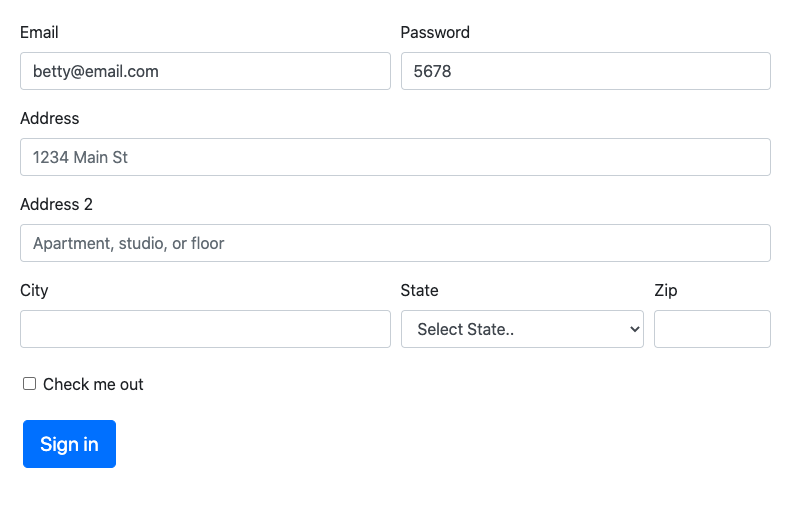 Email Password
betty@email.com 5678
Address
1234 Main St
Address 2
Apartment, studio, or floor
City State Zip
Select State..
Check me out
Sign in